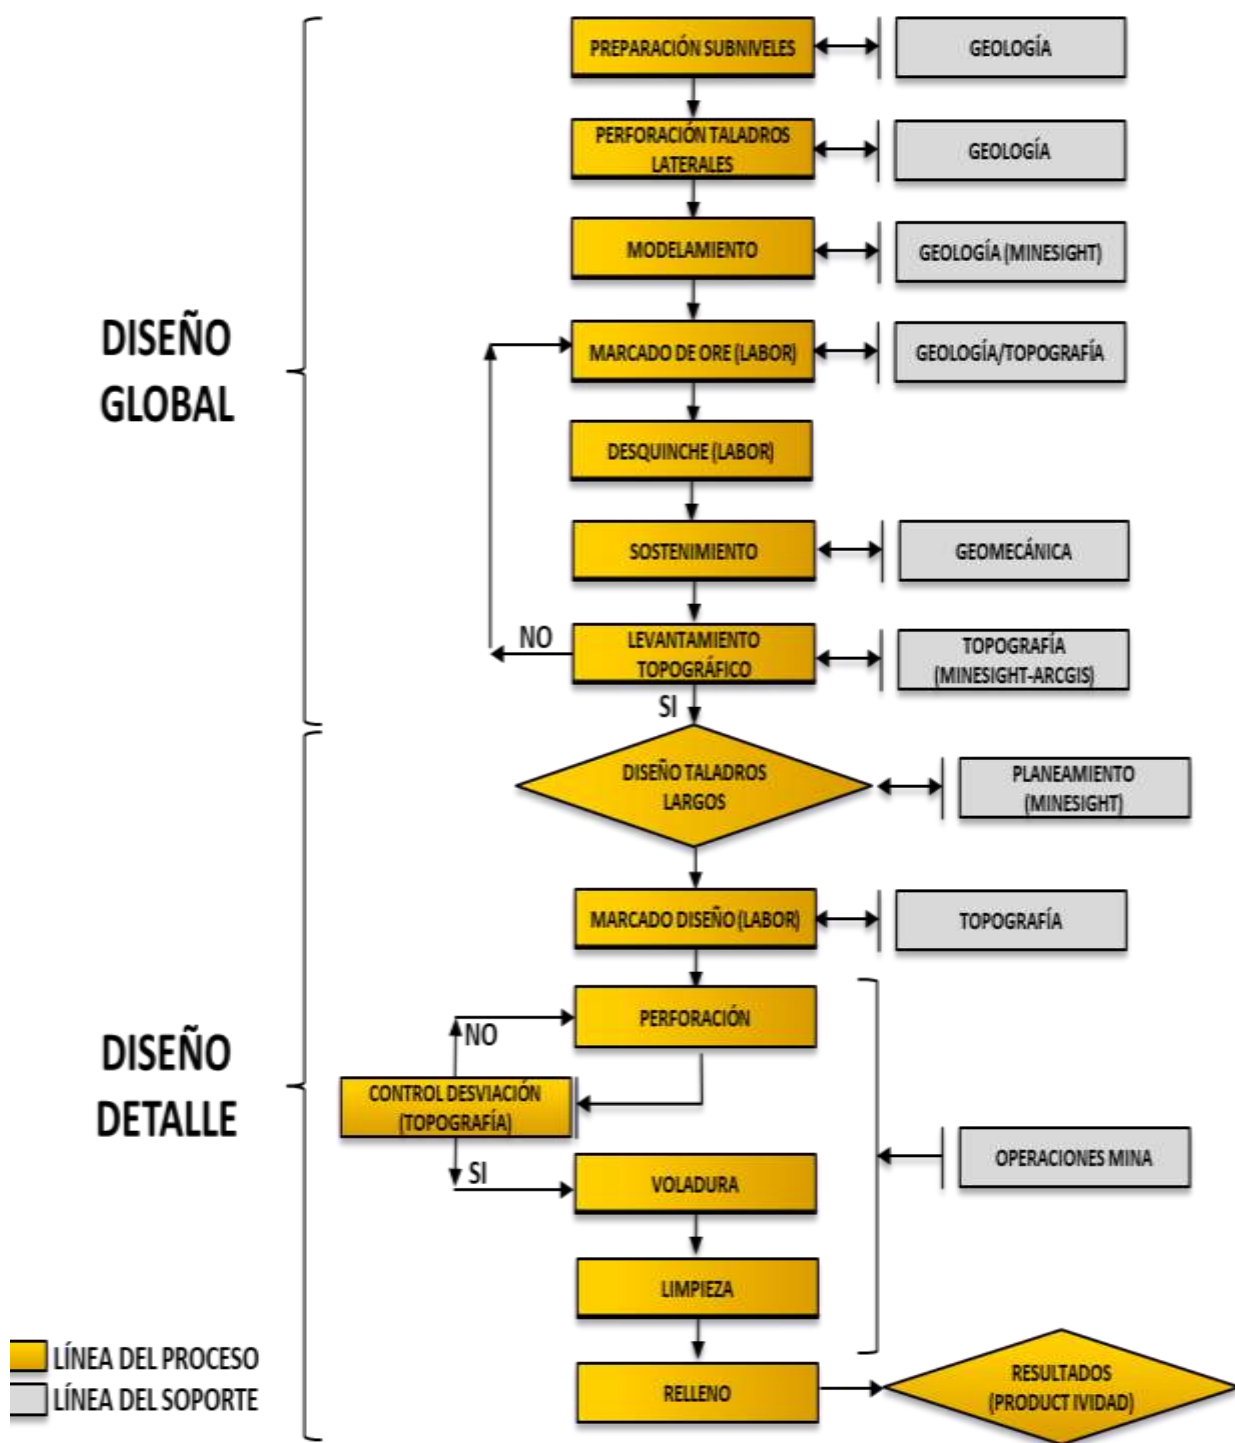 PREPARACIÓN SUBNIVELES
GEOLOGÍA
PERFORACIÓN TALADROS
LATERALES
GEOLOGÍA
MODELAMIENTO
GEOLOGÍA (MINESIGHT)
DISEÑO
GLOBAL
MARCADO DE ORE (LABOR)
GEOLOGÍA/TOPOGRAFÍA
DESQUINCHE (LABOR)
SOSTENIMIENTO
GEOMECÁNICA
NO
LEVANTAMIENTO
TOPOGRÁFICO
TOPOGRAFÍA
(MINESIGHT-ARCGIS)
SI
DISEÑO TALADROS
LARGOS
PLANEAMIENTO
(MINESIGHT)
MARCADO DISEÑO (LABOR)
TOPOGRAFÍA
DISEÑO
DETALLE
PERFORACIÓN
NO
CONTROL DESVIACIÓN
(TOPOGRAFÍA)
SI
VOLADURA
OPERACIONES MINA
LIMPIEZA
RELLENO
RESULTADOS
(PRODUCT IVIDAD)
LÍNEA DEL PROCESO
LÍNEA DEL SOPORTE